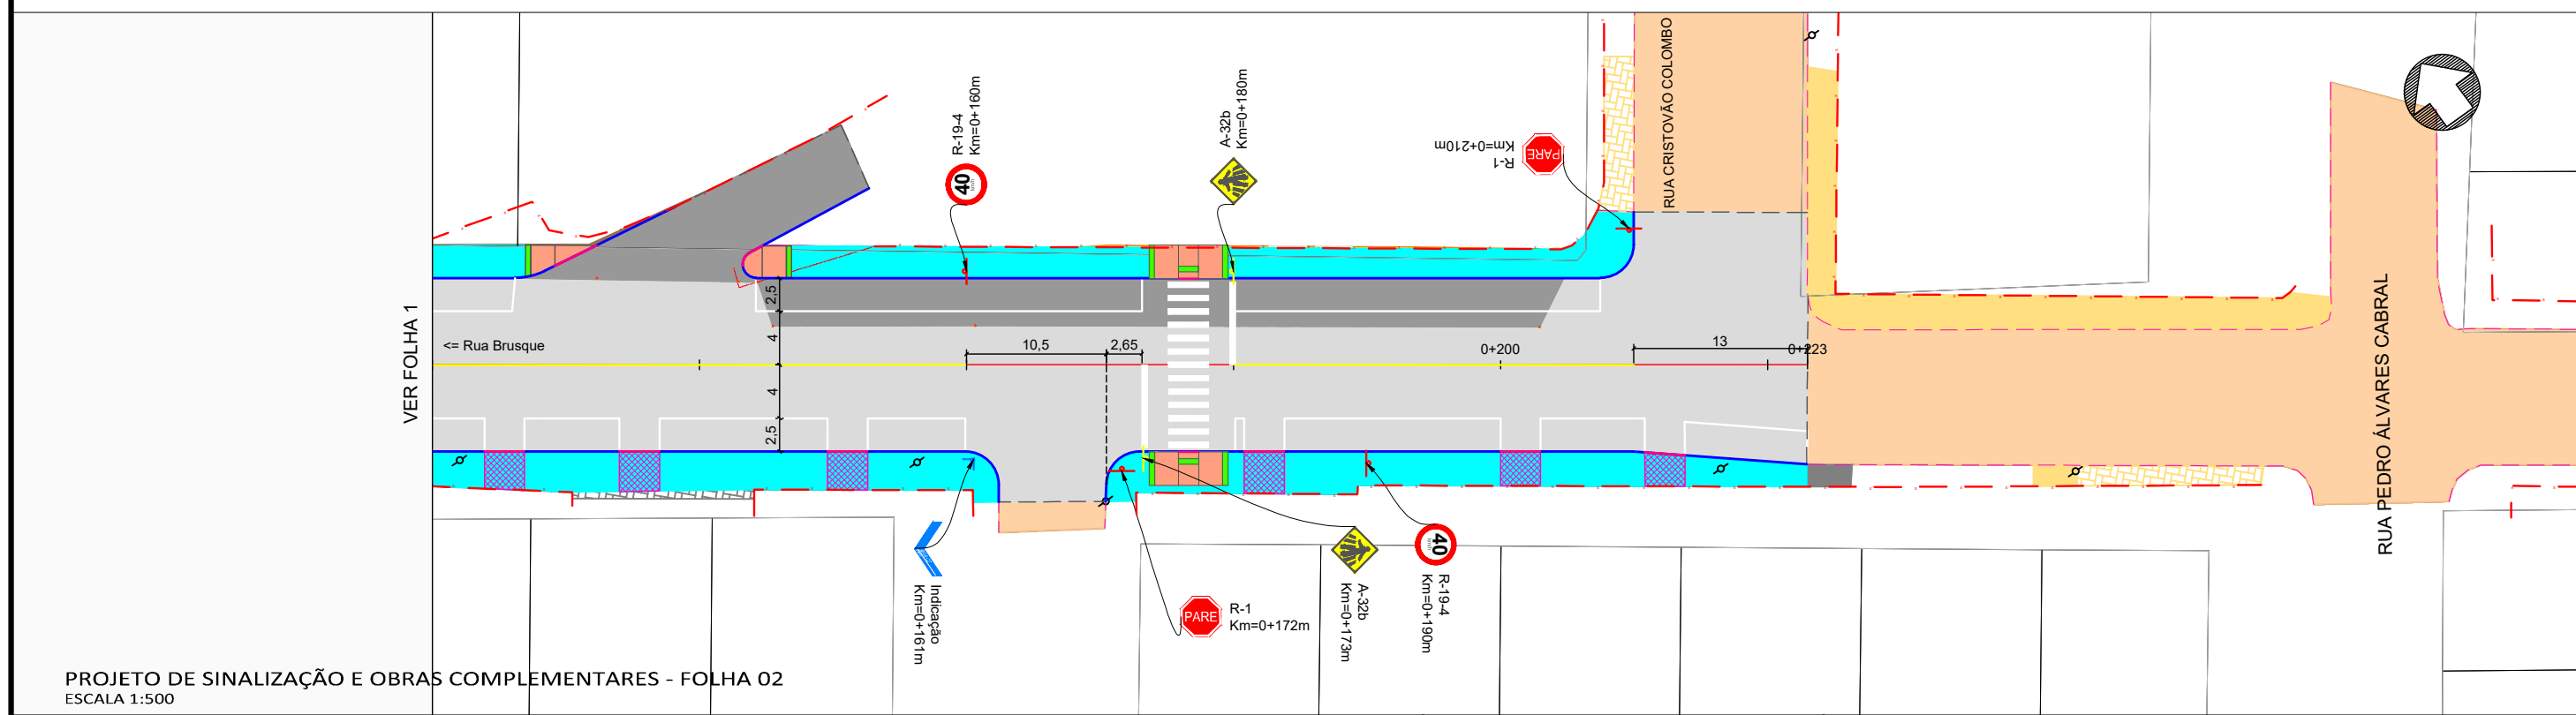 R-19-4
Km=0+160m
40
km/h
A-32b
Km=0+180m
R-1
Km=0+210m
PARE
RUA CRISTOVÃO COLOMBO
VER FOLHA 1
<= Rua Brusque
2,5
4
4
2,5
10,5
2,65
0+200
13
0+223
RUA PEDRO ÁLVARES CABRAL
Indicação
Km=0+161m
PARE
R-1
Km=0+172m
A-32b
Km=0+173m
40
km/h
R-19-4
Km=0+190m
PROJETO DE SINALIZAÇÃO E OBRAS COMPLEMENTARES - FOLHA 02
ESCALA 1:500